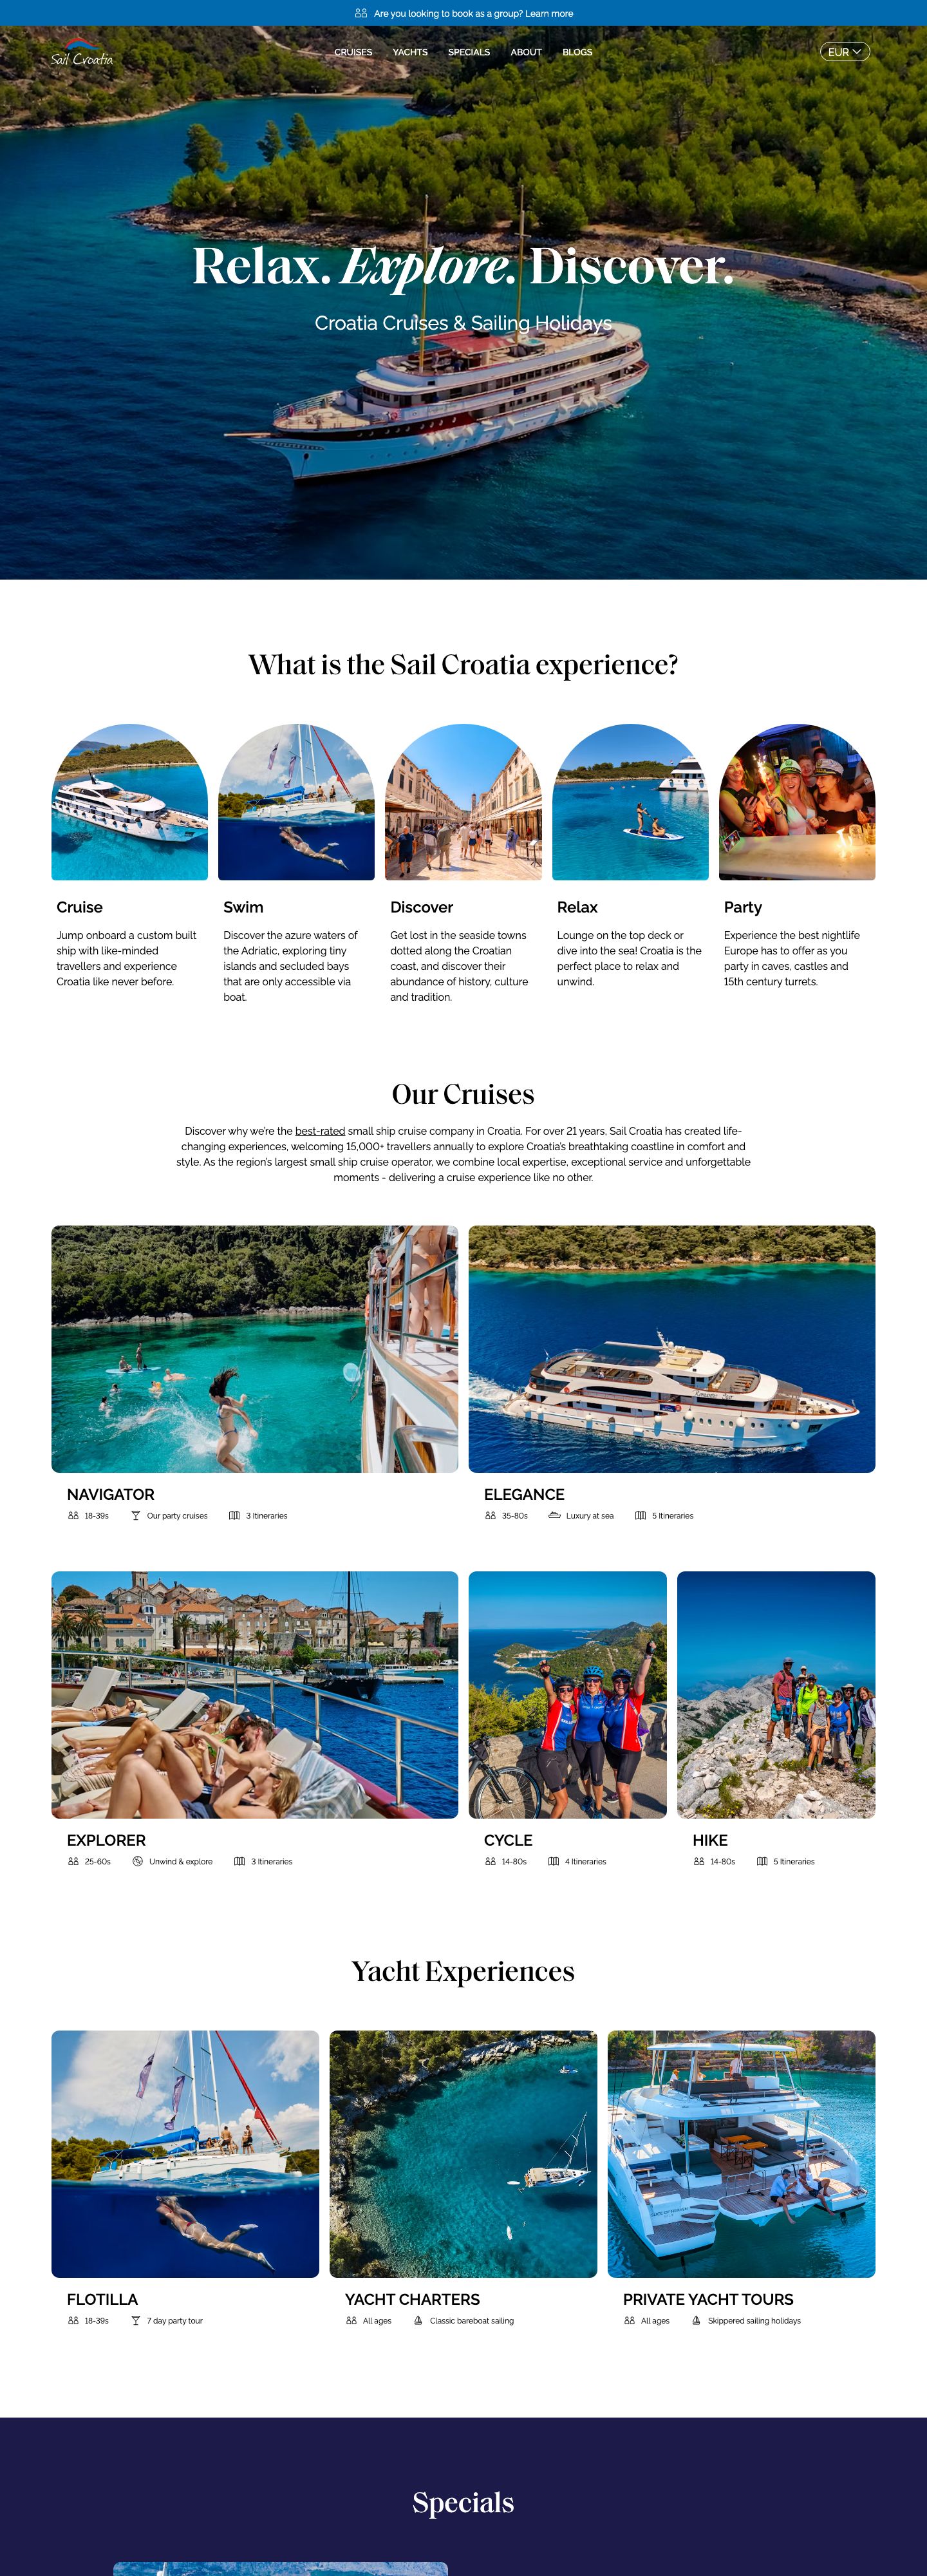 Are you looking to book as a group? Learn more
Sail Croatia
CRUISES YACHTS SPECIALS ABOUT BLOGS
EUR
Relax. Explore. Discover.
Croatia Cruises & Sailing Holidays
What is the Sail Croatia experience?
Cruise
Jump onboard a custom built
ship with like-minded
travellers and experience
Croatia like never before.
Swim
Discover the azure waters of
the Adriatic, exploring tiny
islands and secluded bays
that are only accessible via
boat.
Discover
Get lost in the seaside towns
dotted along the Croatian
coast, and discover their
abundance of history, culture
and tradition.
Relax
Lounge on the top deck or
dive into the sea! Croatia is the
perfect place to relax and
unwind.
Party
Experience the best nightlife
Europe has to offer as you
party in caves, castles and
15th century turrets.
Our Cruises
Discover why we're the best-rated small ship cruise company in Croatia. For over 21 years, Sail Croatia has created life-
changing experiences, welcoming 15,000+ travellers annually to explore Croatia's breathtaking coastline in comfort and
style. As the region's largest small ship cruise operator, we combine local expertise, exceptional service and unforgettable
moments - delivering a cruise experience like no other.
NAVIGATOR
18-39s Our party cruises 3 Itineraries
ELEGANCE
35-80s Luxury at sea 5 Itineraries
EXPLORER
25-60s Unwind & explore 3 Itineraries
CYCLE
14-80s 4 Itineraries
HIKE
14-80s 5 Itineraries
Yacht Experiences
FLOTILLA
18-39s 7 day party tour
YACHT CHARTERS
All ages Classic bareboat sailing
PRIVATE YACHT TOURS
All ages Skippered sailing holidays
Specials